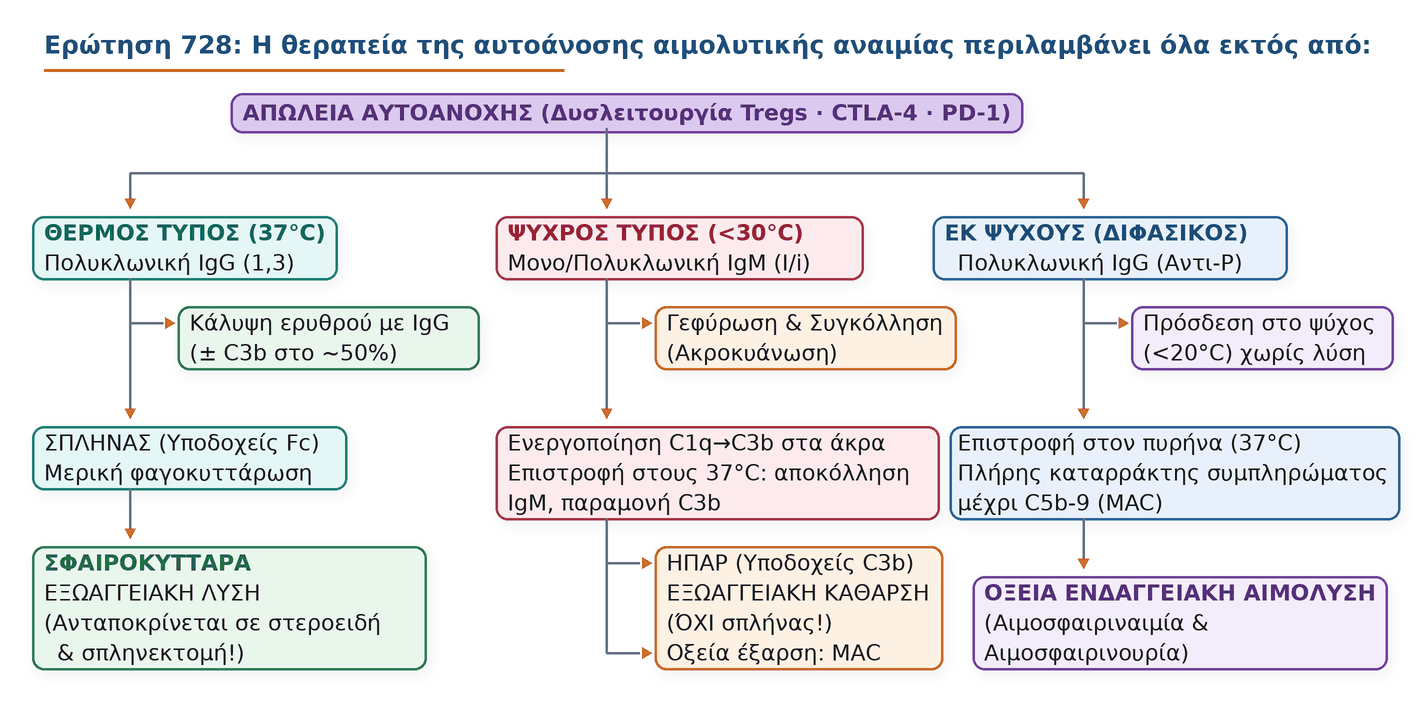 Ερώτηση 728: Η θεραπεία της αυτοάνοσης αιμολυτικής αναιμίας περιλαμβάνει όλα εκτός από:
ΑΠΩΛΕΙΑ ΑΥΤΟΑΝΟΧΗΣ (Δυσλειτουργία Tregs · CTLA-4 · PD-1)
ΘΕΡΜΟΣ ΤΥΠΟΣ (37°C)
Πολυκλωνική IgG (1,3)
Κάλυψη ερυθρού με IgG
(± C3b στο ~50%)
ΣΠΛΗΝΑΣ (Υποδοχείς Fc)
Μερική φαγοκυττάρωση
ΣΦΑΙΡΟΚΥΤΤΑΡΑ
ΕΞΩΑΓΓΕΙΑΚΗ ΛΥΣΗ
(Ανταποκρίνεται σε στεροειδή
& σπληνεκτομή!)
ΨΥΧΡΟΣ ΤΥΠΟΣ (<30°C)
Μονο/Πολυκλωνική IgM (I/i)
Γεφύρωση & Συγκόλληση
(Ακροκυάνωση)
Ενεργοποίηση C1q→C3b στα άκρα
Επιστροφή στους 37°C: αποκόλληση
IgM, παραμονή C3b
ΗΠΑΡ (Υποδοχείς C3b)
ΕΞΩΑΓΓΕΙΑΚΗ ΚΑΘΑΡΣΗ
(ΌΧΙ σπλήνας!)
Οξεία έξαρση: MAC
ΕΚ ΨΥΧΟΥΣ (ΔΙΦΑΣΙΚΟΣ)
Πολυκλωνική IgG (Αντι-P)
Πρόσδεση στο ψύχος
(<20°C) χωρίς λύση
Επιστροφή στον πυρήνα (37°C)
Πλήρης καταρράκτης συμπληρώματος
μέχρι C5b-9 (MAC)
ΟΞΕΙΑ ΕΝΔΑΓΓΕΙΑΚΗ ΑΙΜΟΛΥΣΗ
(Αιμοσφαιριναιμία &
Αιμοσφαιρινουρία)